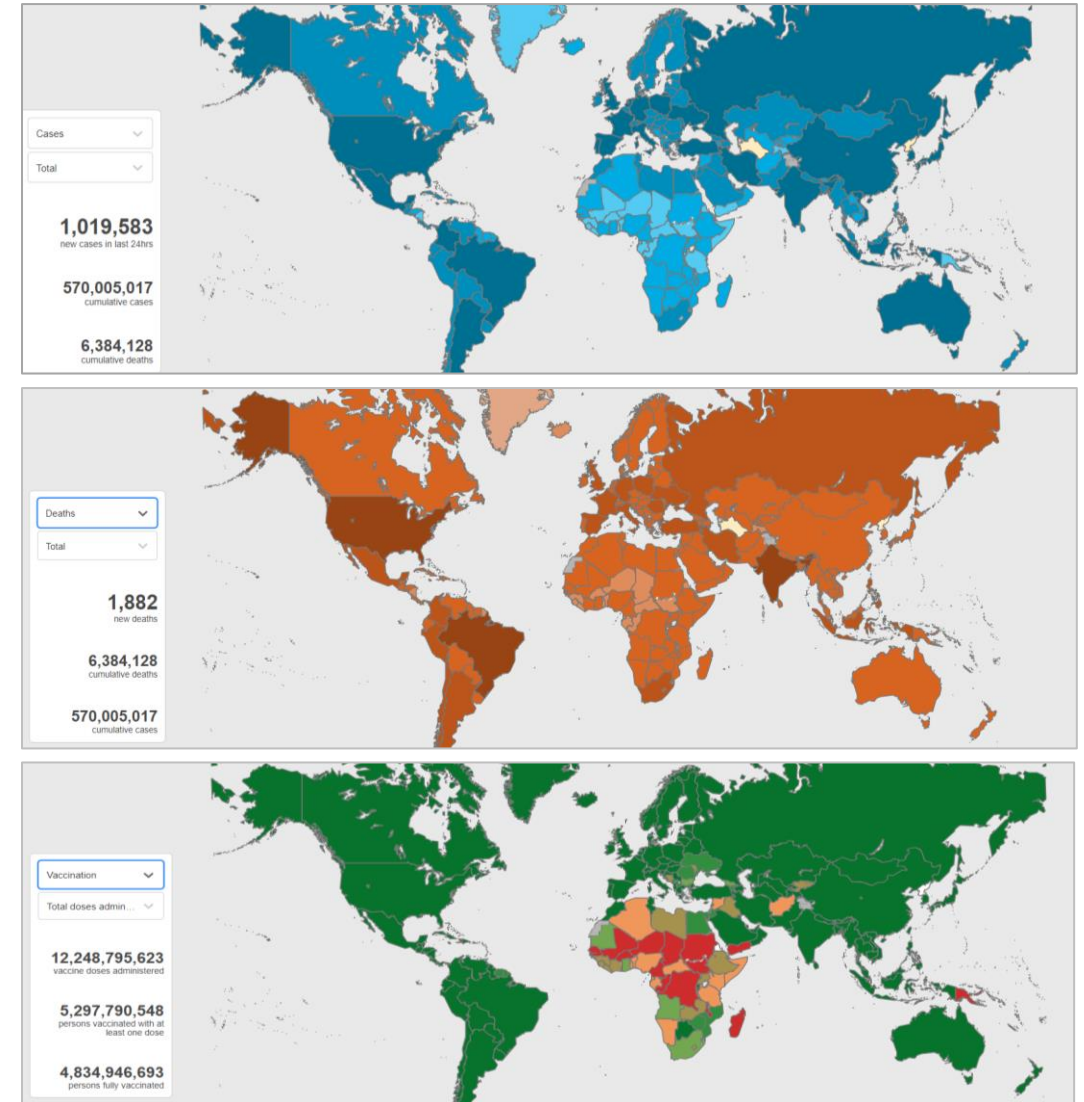 Cases
Total
1,019,583
new cases in last 24hrs
570,005,017
cumulative cases
6,384,128
cumulative deaths
Deaths
Total
1,882
new deaths
6,384,128
cumulative deaths
570,005,017
cumulative cases
Vaccination
Total doses admin...
12,248,795,623
vaccine doses administered
5,297,790,548
persons vaccinated with at
least one dose
4,834,946,693
persons fully vaccinated